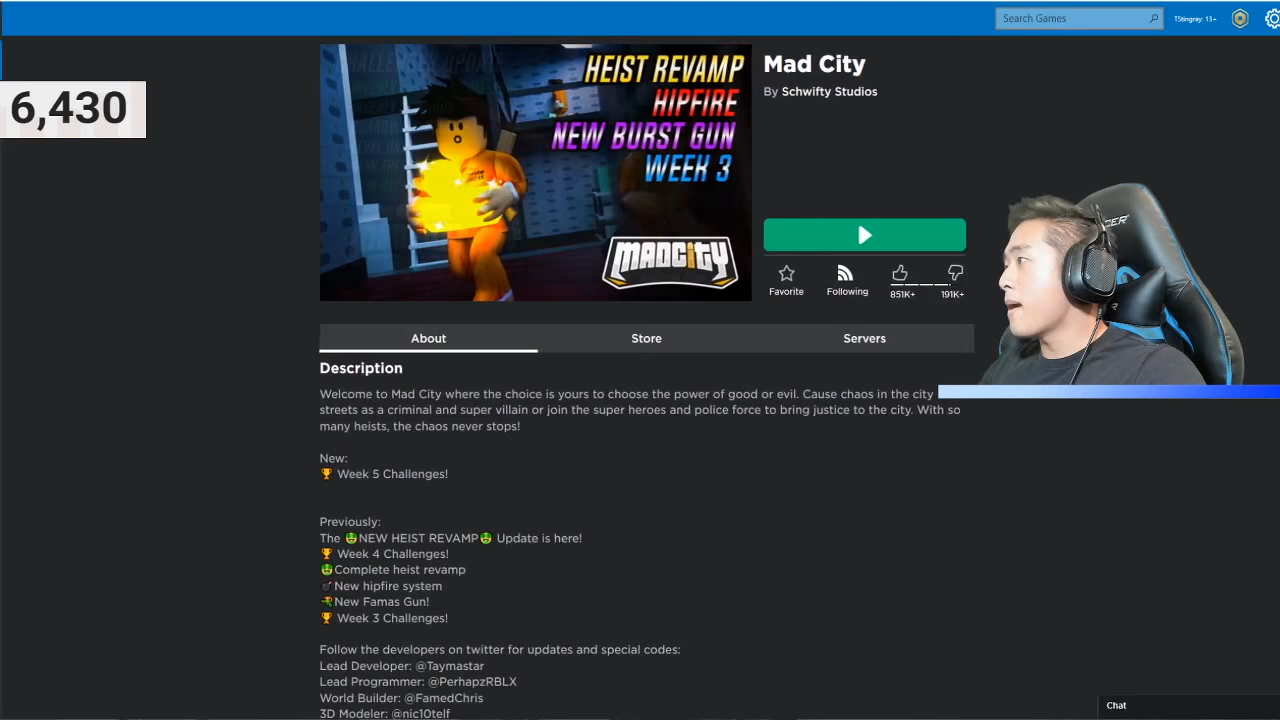 Search Games
TStingray: 13+
6,430
HEIST REVAMP
HIPFIRE
NEW BURST GUN
WEEK 3
MADCITY
Mad City
By Schwifty Studios
Favorite
Following
851K+
191K+
About
Store
Servers
Description
Welcome to Mad City where the choice is yours to choose the power of good or evil. Cause chaos in the city
streets as a criminal and super villain or join the super heroes and police force to bring justice to the city. With so
many heists, the chaos never stops!
New:
Week 5 Challenges!
Previously:
The NEW HEIST REVAMP Update is here!
Week 4 Challenges!
Complete heist revamp
New hipfire system
New Famas Gun!
Week 3 Challenges!
Follow the developers on twitter for updates and special codes:
Lead Developer: @Taymastar
Lead Programmer: @PerhapzRBLX
World Builder: @FamedChris
3D Modeler: @nic10telf
Chat